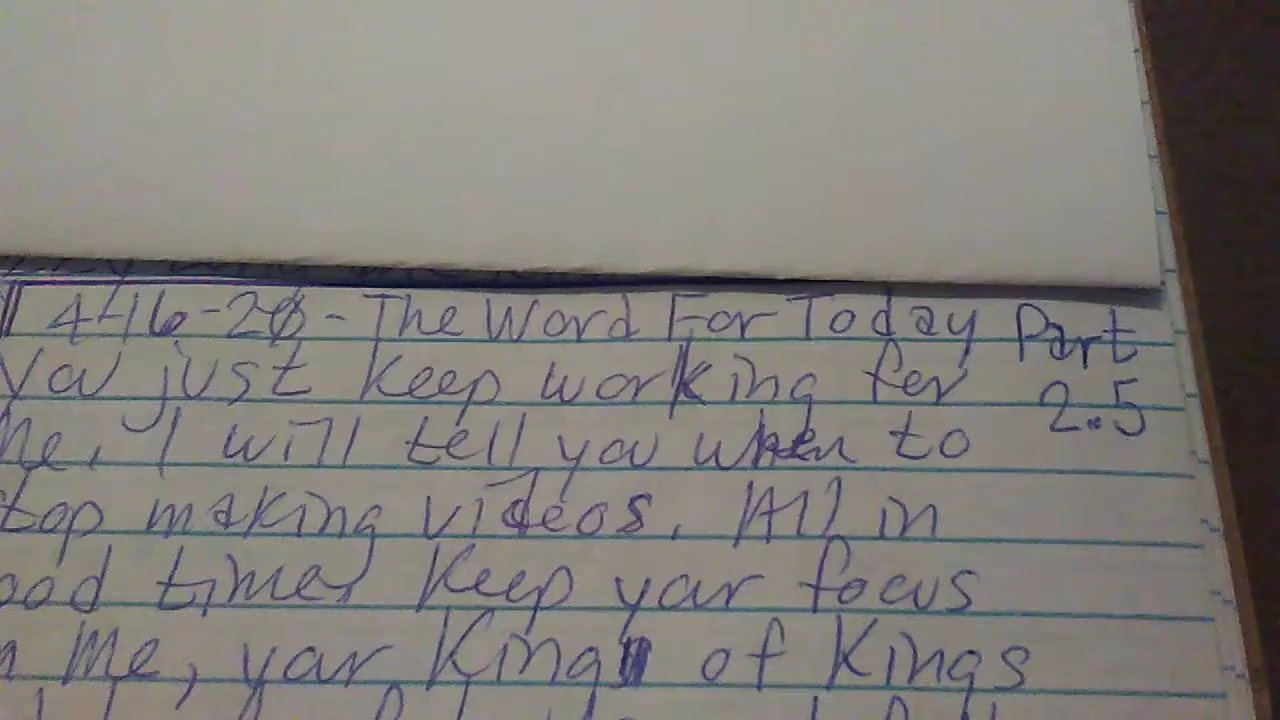 4-16-20 - The Word For Today Part
you just keep working for 2.5
Me, I will tell you when to
top making videos. All in
ood time, Keep your focus
n Me, your King of Kings